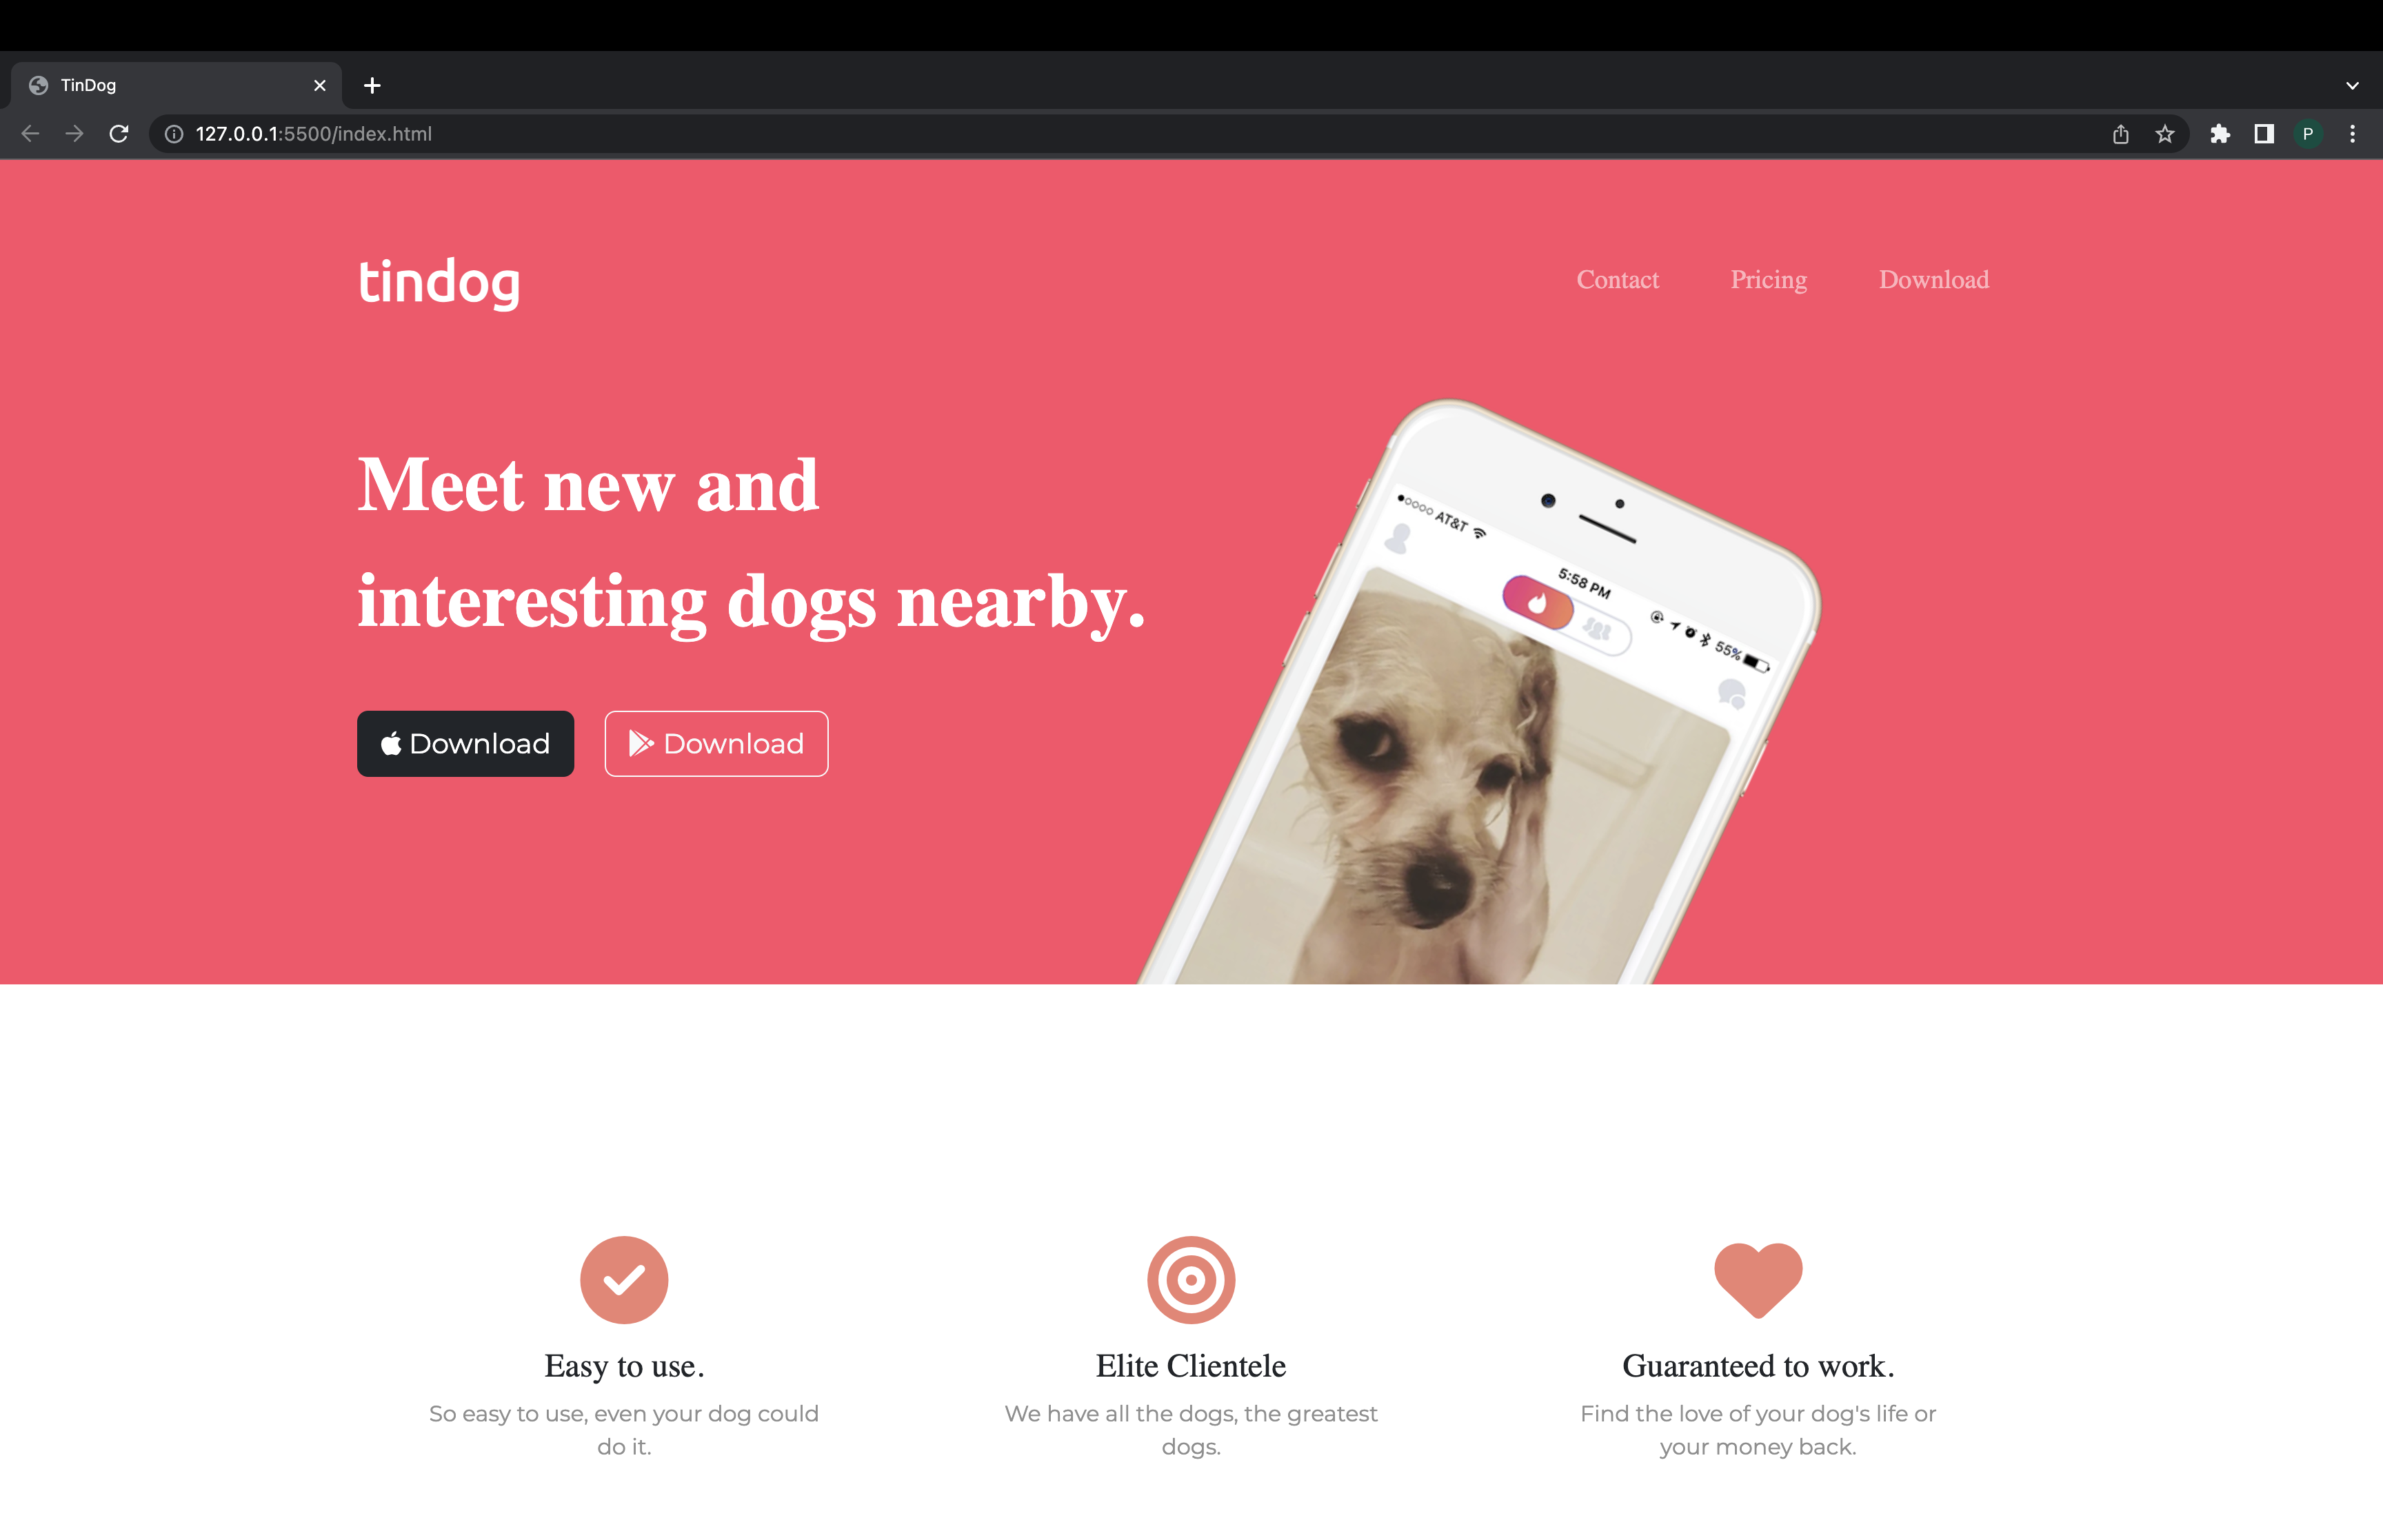 TinDog
127.0.0.1:5500/index.html
P
tindog
Contact Pricing Download
Meet new and
interesting dogs nearby.
Download Download
AT&T
5:58 PM
55%
Easy to use.
So easy to use, even your dog could
do it.
Elite Clientele
We have all the dogs, the greatest
dogs.
Guaranteed to work.
Find the love of your dog's life or
your money back.